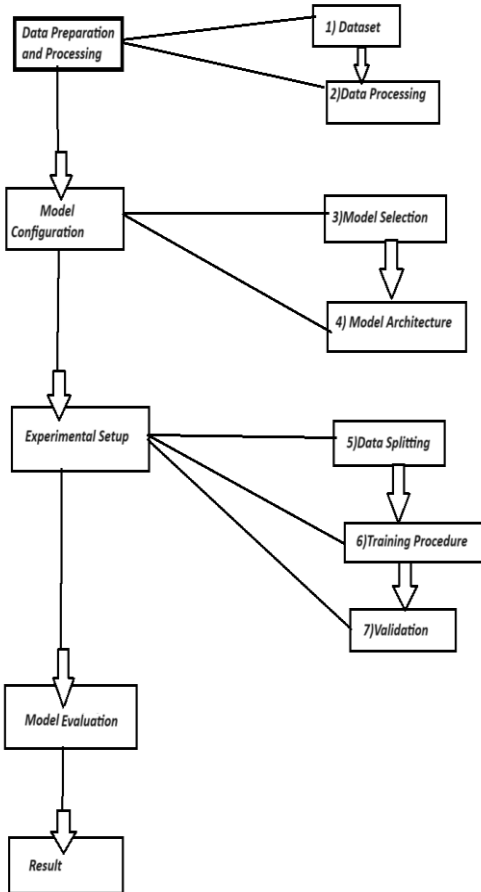 Data Preparation
and Processing
1) Dataset
2)Data Processing
Model
Configuration
3)Model Selection
4) Model Architecture
Experimental Setup
5)Data Splitting
6)Training Procedure
7)Validation
Model Evaluation
Result